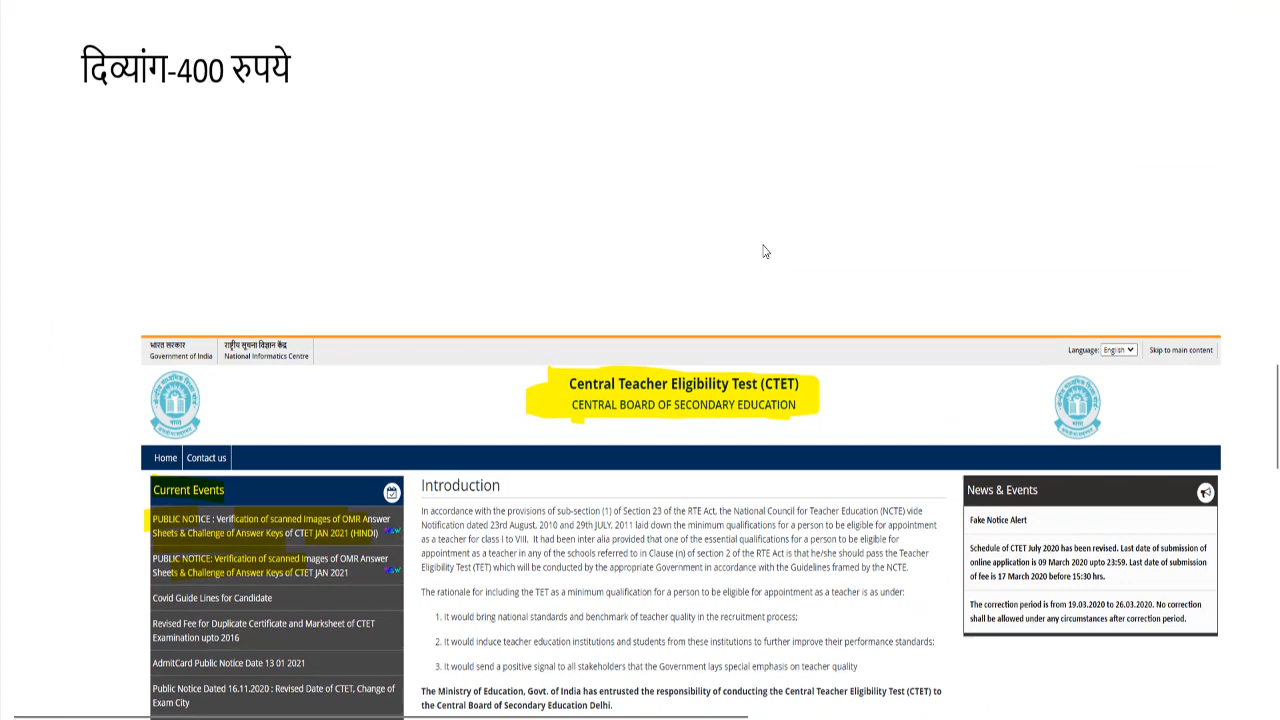 दिव्यांग-400 रुपये
भारत सरकार
Government of India
राष्ट्रीय सूचना विज्ञान केंद्र
National Informatics Centre
Language: English
Skip to main content
Central Teacher Eligibility Test (CTET)
CENTRAL BOARD OF SECONDARY EDUCATION
Home
Contact us
Current Events
PUBLIC NOTICE : Verification of scanned Images of OMR Answer
Sheets & Challenge of Answer Keys of CTET JAN 2021 (HINDI)
PUBLIC NOTICE: Verification of scanned Images of OMR Answer
Sheets & Challenge of Answer Keys of CTET JAN 2021
Covid Guide Lines for Candidate
Revised Fee for Duplicate Certificate and Marksheet of CTET
Examination upto 2016
AdmitCard Public Notice Date 13 01 2021
Public Notice Dated 16.11.2020 : Revised Date of CTET, Change of
Exam City
Introduction
In accordance with the provisions of sub-section (1) of Section 23 of the RTE Act, the National Council for Teacher Education (NCTE) vide
Notification dated 23rd August, 2010 and 29th JULY, 2011 laid down the minimum qualifications for a person to be eligible for appointment
as a teacher for class I to VIII. It had been inter alia provided that one of the essential qualifications for a person to be eligible for
appointment as a teacher in any of the schools referred to in Clause (n) of section 2 of the RTE Act is that he/she should pass the Teacher
Eligibility Test (TET) which will be conducted by the appropriate Government in accordance with the Guidelines framed by the NCTE.
The rationale for including the TET as a minimum qualification for a person to be eligible for appointment as a teacher is as under:
1. It would bring national standards and benchmark of teacher quality in the recruitment process;
2. It would induce teacher education institutions and students from these institutions to further improve their performance standards;
3. It would send a positive signal to all stakeholders that the Government lays special emphasis on teacher quality
The Ministry of Education, Govt. of India has entrusted the responsibility of conducting the Central Teacher Eligibility Test (CTET) to
the Central Board of Secondary Education Delhi.
News & Events
Fake Notice Alert
Schedule of CTET July 2020 has been revised. Last date of submission of
online application is 09 March 2020 upto 23:59. Last date of submission
of fee is 17 March 2020 before 15:30 hrs.
The correction period is from 19.03.2020 to 26.03.2020. No correction
shall be allowed under any circumstances after correction period.